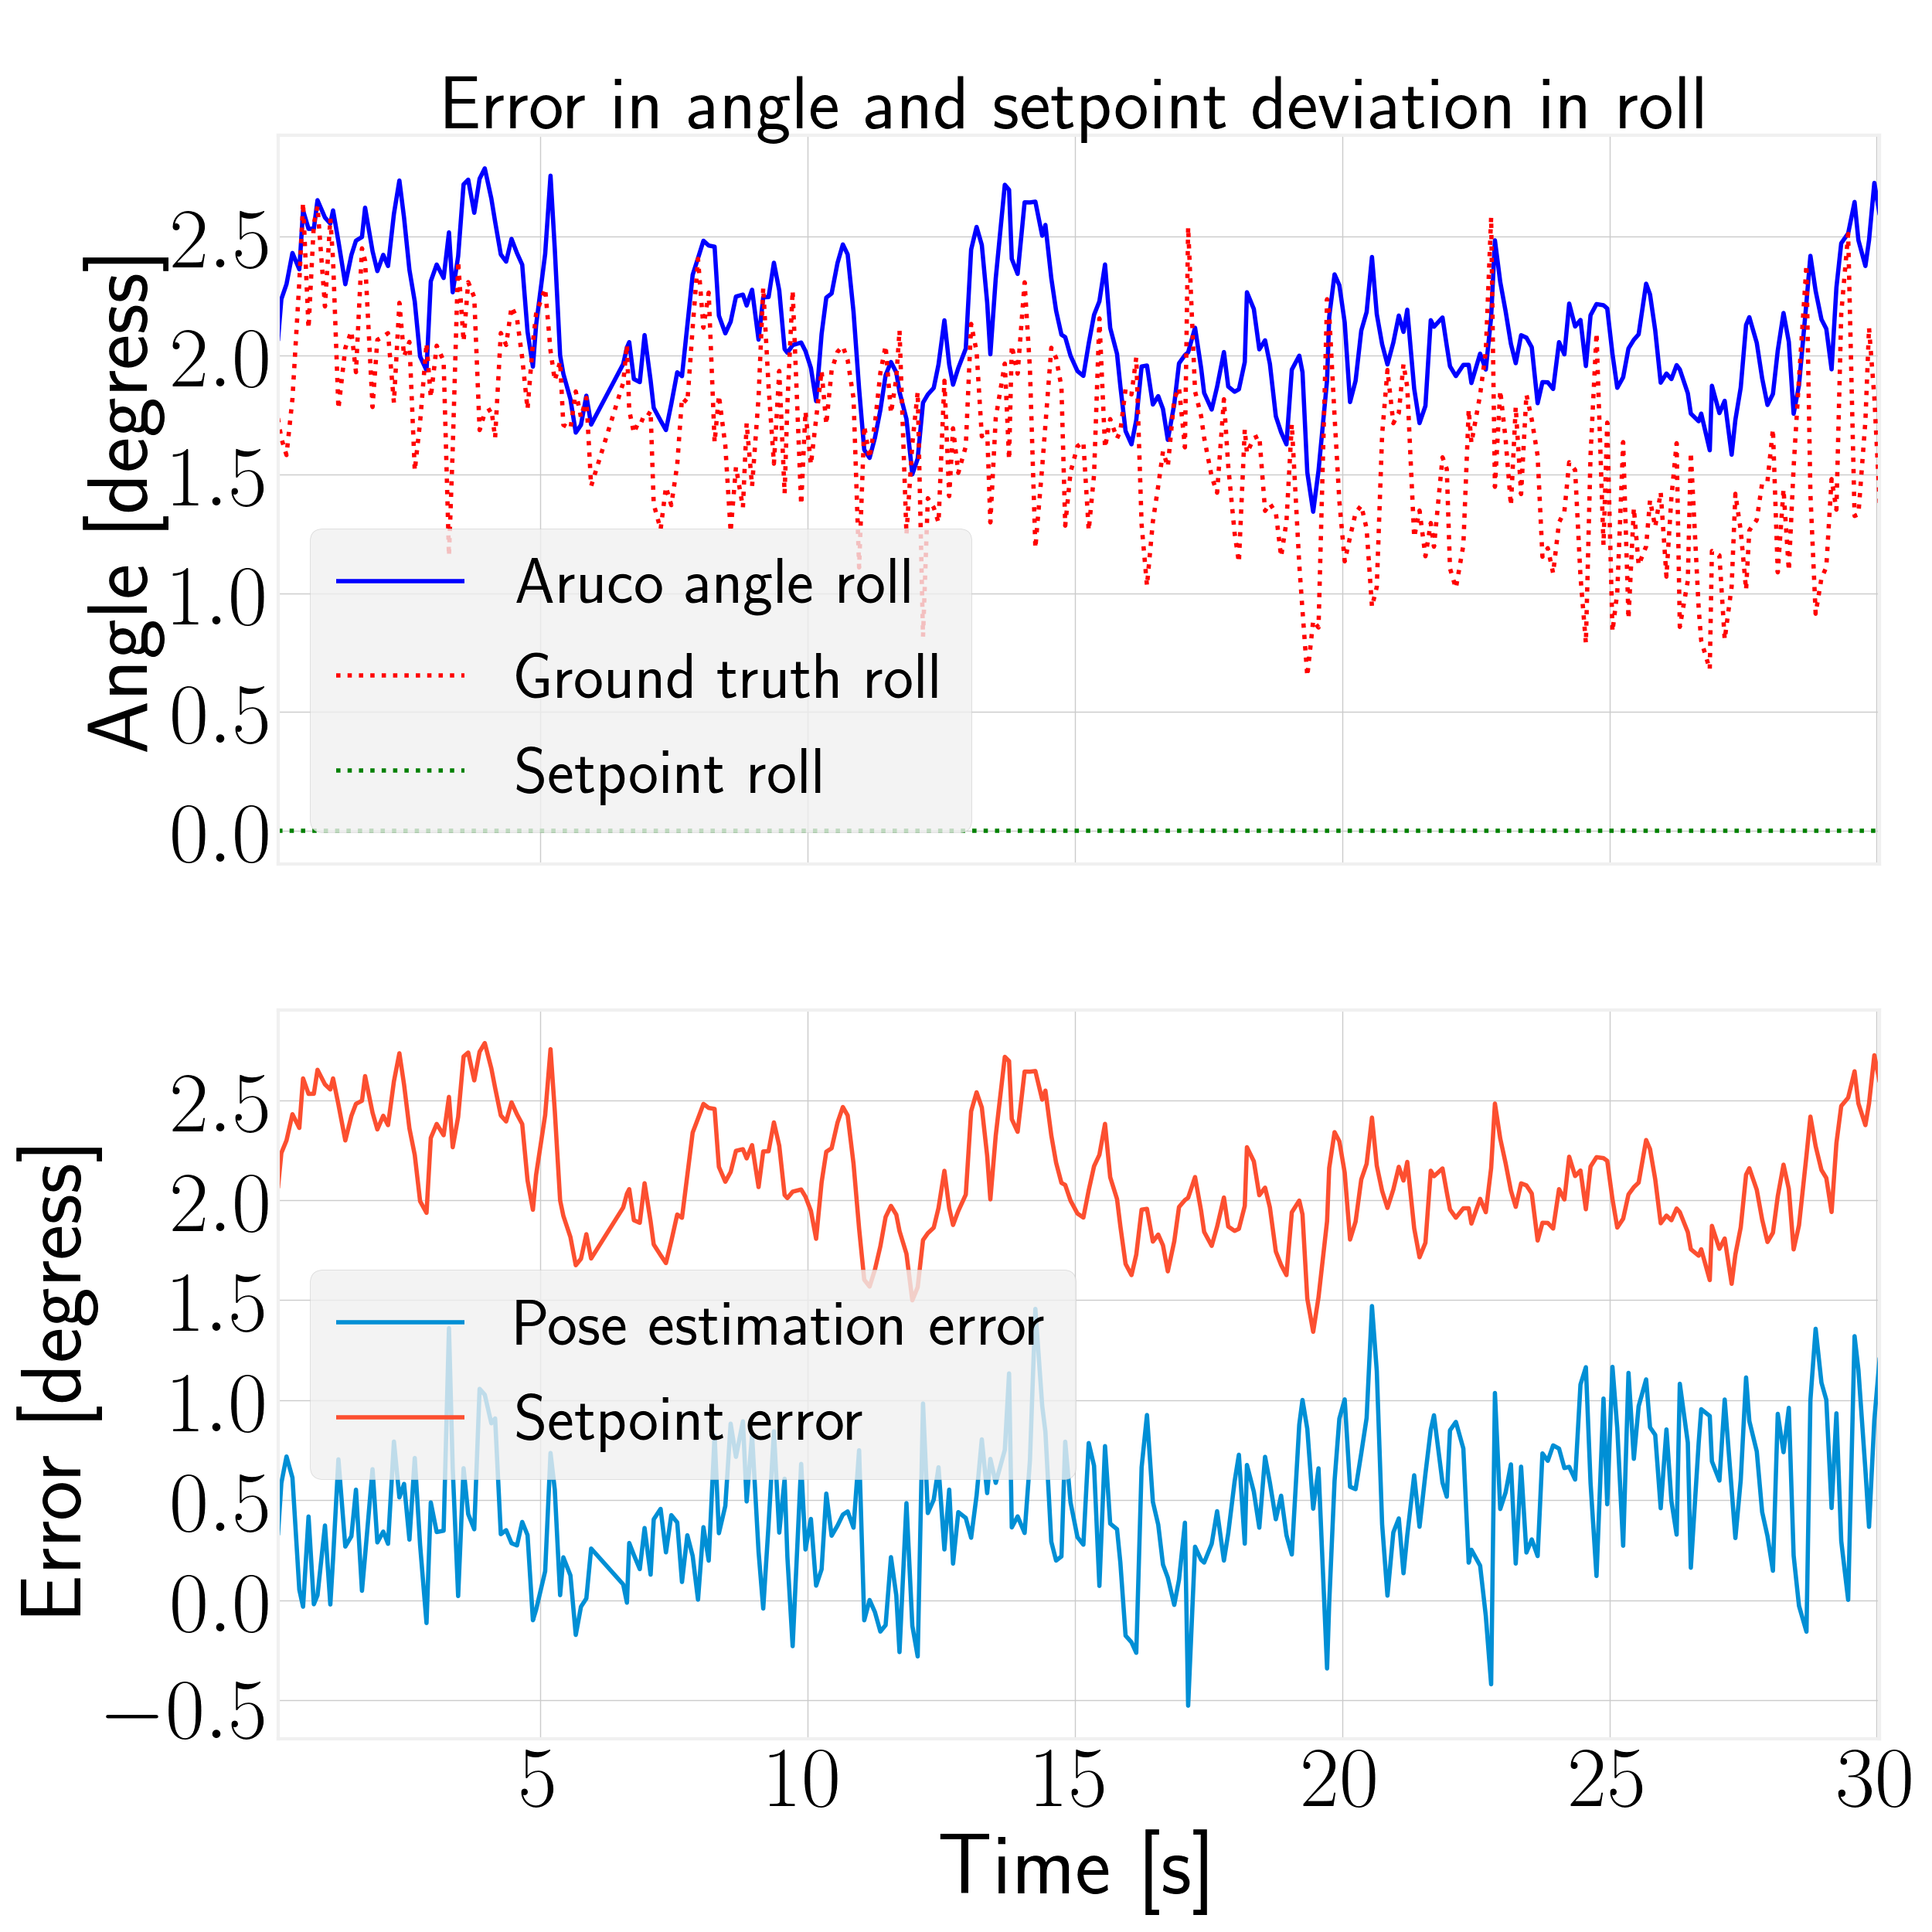 Error in angle and setpoint deviation in roll
Angle [degress]
2.5
2.0
1.5
1.0
0.5
0.0
Aruco angle roll
Ground truth roll
Setpoint roll
Error [degress]
2.5
2.0
1.5
1.0
0.5
0.0
−0.5
Pose estimation error
Setpoint error
5 10 15 20 25 30
Time [s]